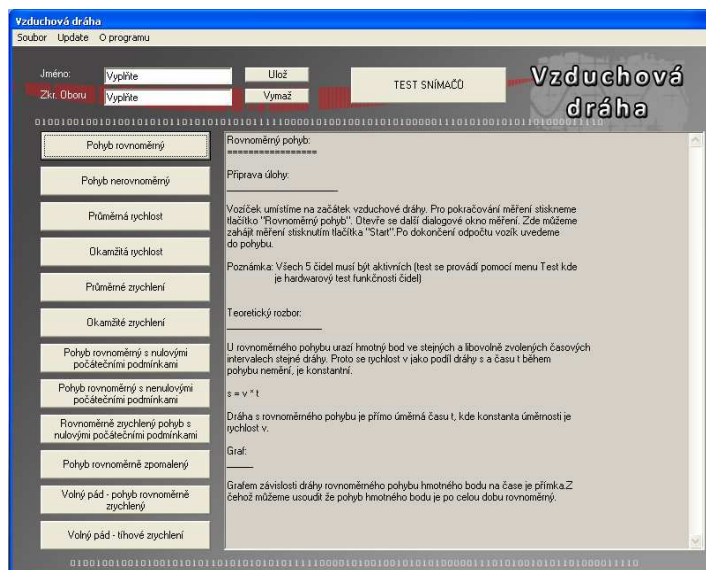 Vzduchová dráha
Soubor Update O programu
Jméno: Vyplňte Ulož
Zkr. Oboru Vyplňte Vymaž
TEST SNÍMAČŮ
Vzduchová
dráha
Pohyb rovnoměrný
Pohyb nerovnoměrný
Průměrná rychlost
Okamžitá rychlost
Průměrné zrychlení
Okamžité zrychlení
Pohyb rovnoměrný s nulovými
počátečními podmínkami
Pohyb rovnoměrný s nenulovými
počátečními podmínkami
Rovnoměrně zrychlený pohyb s
nulovými počátečními podmínkami
Pohyb rovnoměrně zpomalený
Volný pád - pohyb rovnoměrně
zrychlený
Volný pád - tíhové zrychlení
Rovnoměrný pohyb:
=================
Příprava úlohy:
Vozíček umístíme na začátek vzduchové dráhy. Pro pokračování měření stiskneme
tlačítko "Rovnoměrný pohyb". Otevře se další dialogové okno měření. Zde můžeme
zahájit měření stisknutím tlačítka "Start".Po dokončení odpočtu vozík uvedeme
do pohybu.
Poznámka: Všech 5 čidel musí být aktivních (test se provádí pomocí menu Test kde
je hardwarový test funkčnosti čidel)
Teoretický rozbor:
U rovnoměrného pohybu urazí hmotný bod ve stejných a libovolně zvolených časových
intervalech stejné dráhy. Proto se rychlost v jako podíl dráhy s a času t během
pohybu nemění, je konstantní.
s = v * t
Dráha s rovnoměrného pohybu je přímo úměrná času t, kde konstanta úměrnosti je
rychlost v.
Graf:
Grafem závislosti dráhy rovnoměrného pohybu hmotného bodu na čase je přímka.Z
čehož můžeme usoudit že pohyb hmotného bodu je po celou dobu rovnoměrný.